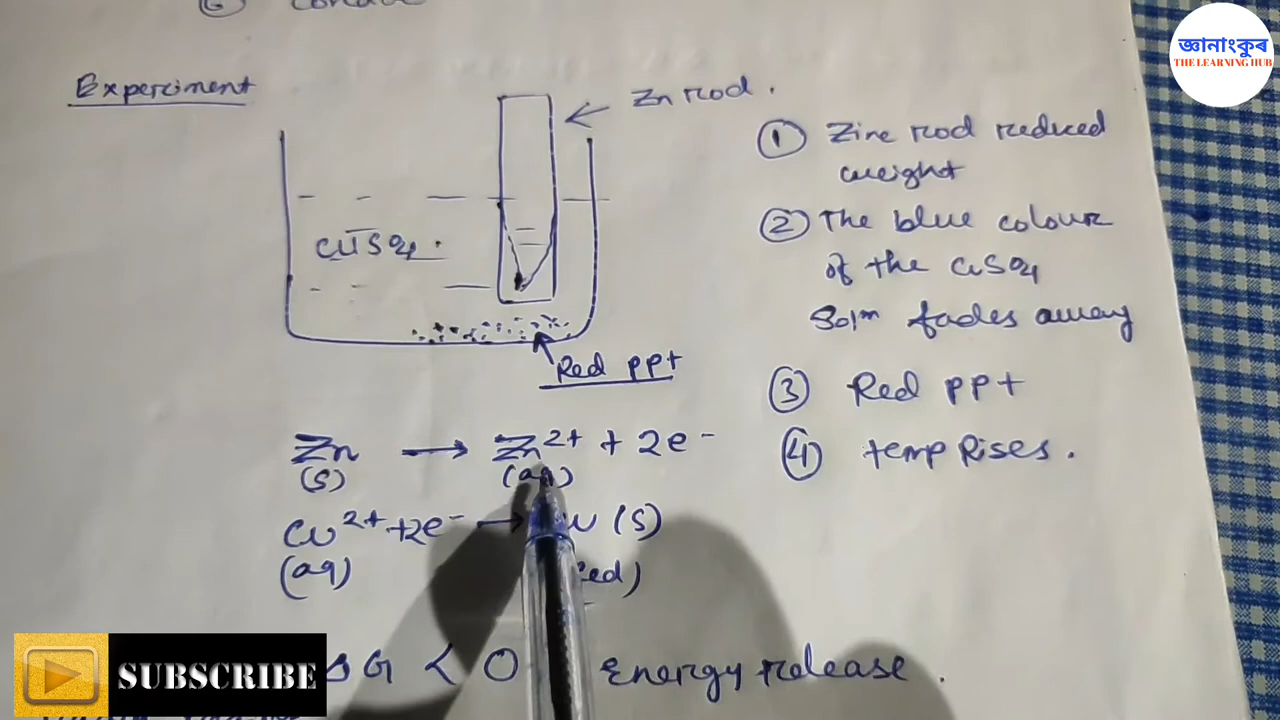 Experiment
Zn rod.
CuSO4.
Red ppt
Zn → Zn2+ + 2e-
(s) (aq)
Cu2+ + 2e- → (s)
(aq)
G < 0 Energy release.
① Zinc rod reduced
weight
② The blue colour
of the CuSO4
Soln fades away
③ Red ppt
④ temp Rises.
জ্ঞানাংকুৰ
THE LEARNING HUB
SUBSCRIBE